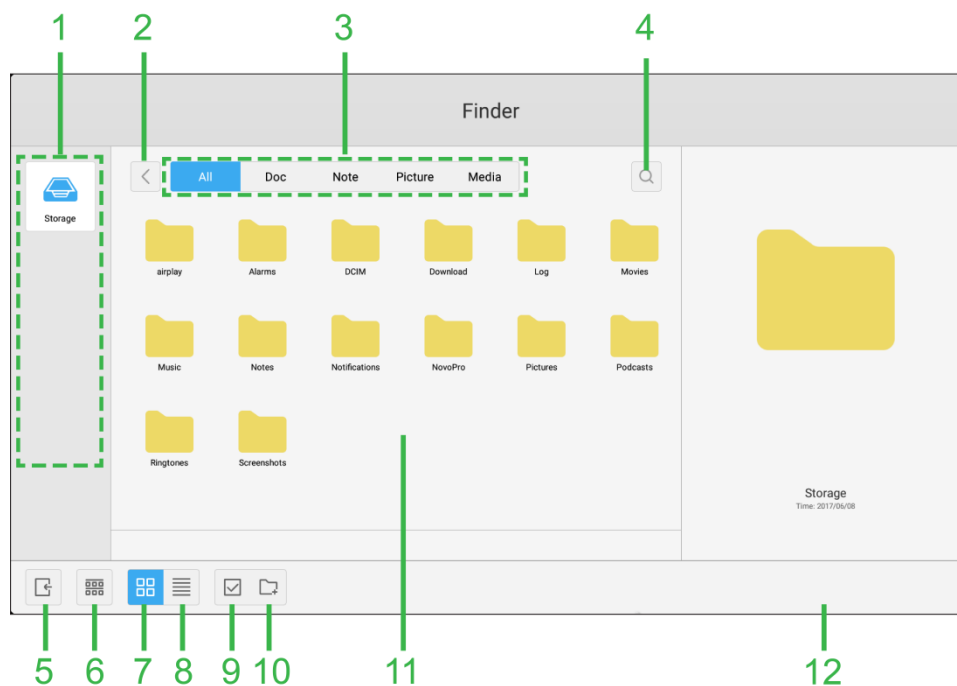 1 2 3 4
Finder
All Doc Note Picture Media
Storage
airplay Alarms DCIM Download Log Movies
Music Notes Notifications NovoPro Pictures Podcasts
Ringtones Screenshots
Storage
Time: 2017/06/08
5 6 7 8 9 10 11 12